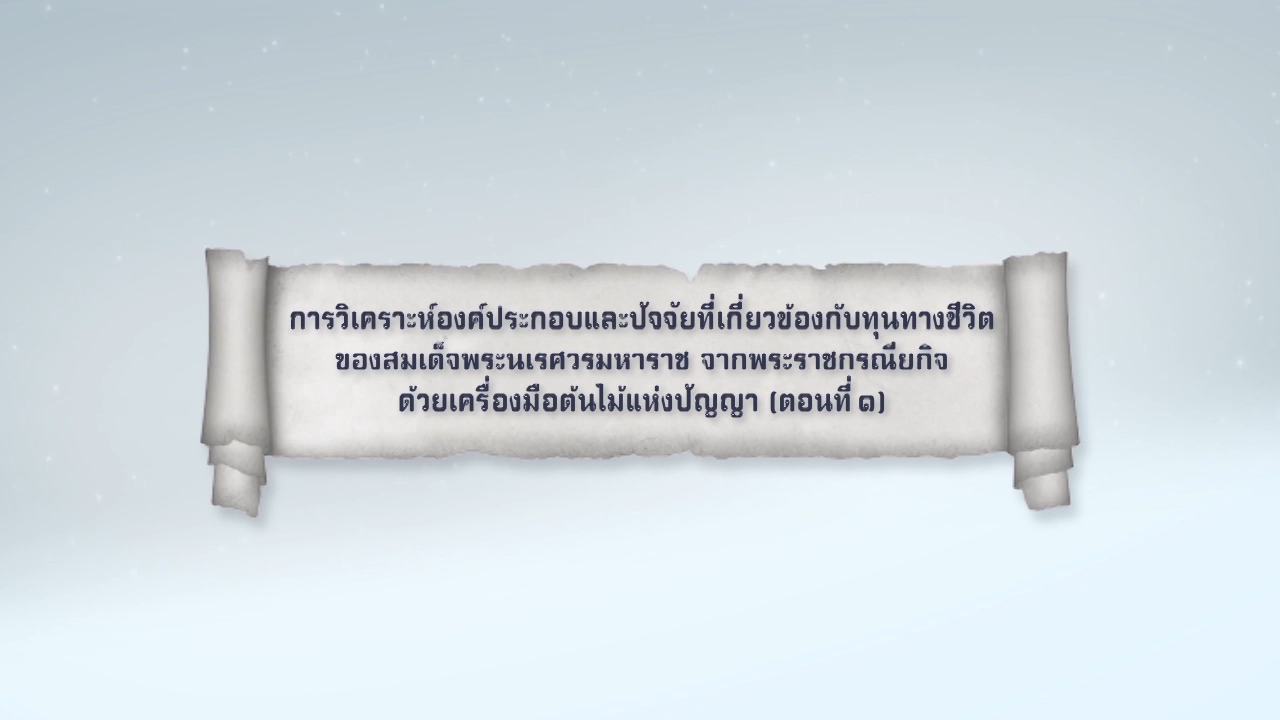 การวิเคราะห์องค์ประกอบและปัจจัยที่เกี่ยวข้องกับทุนทางชีวิต
ของสมเด็จพระนเรศวรมหาราช จากพระราชกรณียกิจ
ด้วยเครื่องมือต้นไม้แห่งปัญญา (ตอนที่ ๑)